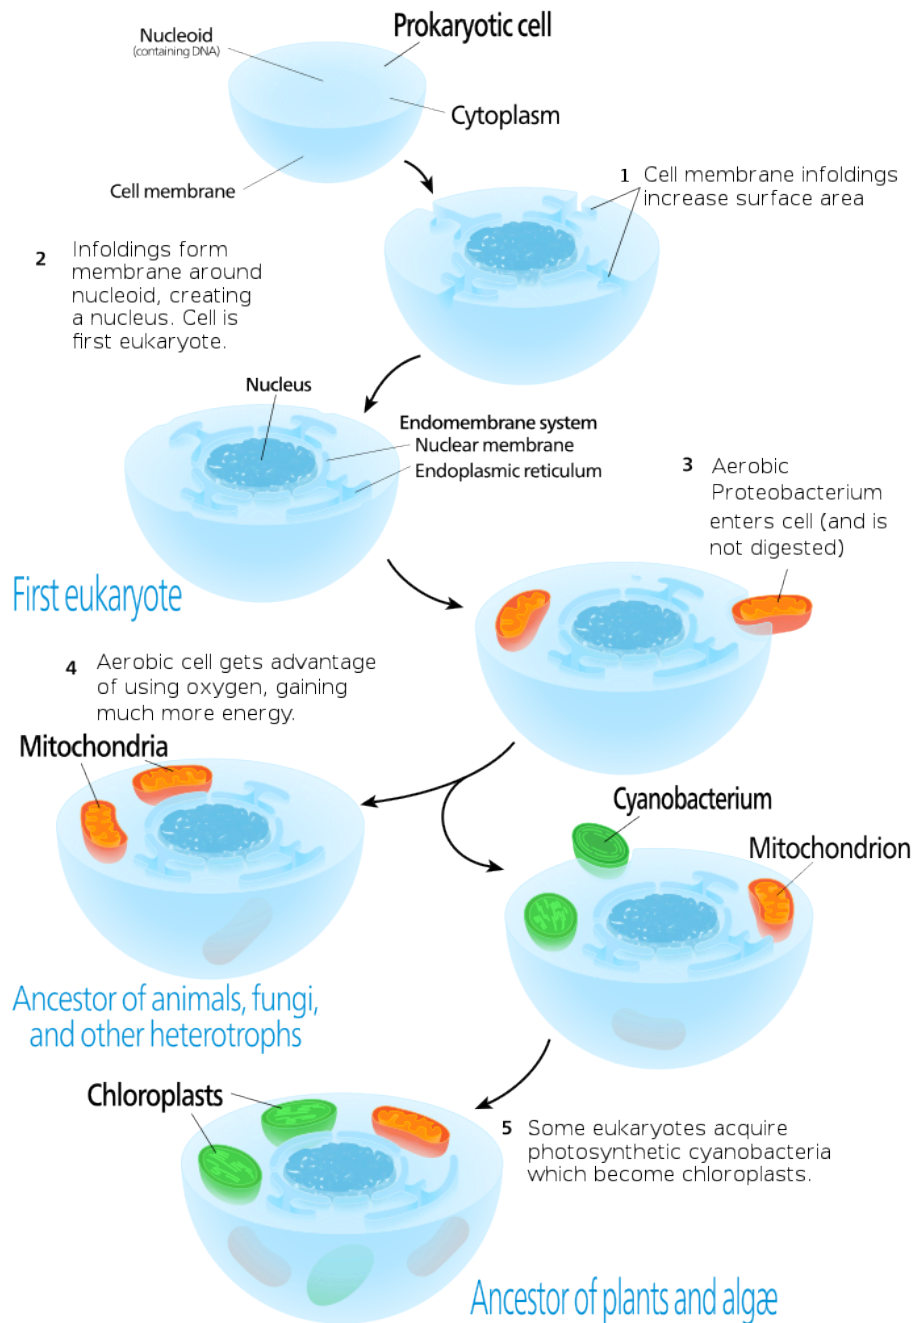 Prokaryotic cell
Nucleoid
(containing DNA)
Cytoplasm
Cell membrane
1 Cell membrane infoldings
increase surface area
2 Infoldings form
membrane around
nucleoid, creating
a nucleus. Cell is
first eukaryote.
Nucleus
Endomembrane system
Nuclear membrane
Endoplasmic reticulum
First eukaryote
3 Aerobic
Proteobacterium
enters cell (and is
not digested)
4 Aerobic cell gets advantage
of using oxygen, gaining
much more energy.
Mitochondria
Ancestor of animals, fungi,
and other heterotrophs
Cyanobacterium
Mitochondrion
Chloroplasts
5 Some eukaryotes acquire
photosynthetic cyanobacteria
which become chloroplasts.
Ancestor of plants and algæ